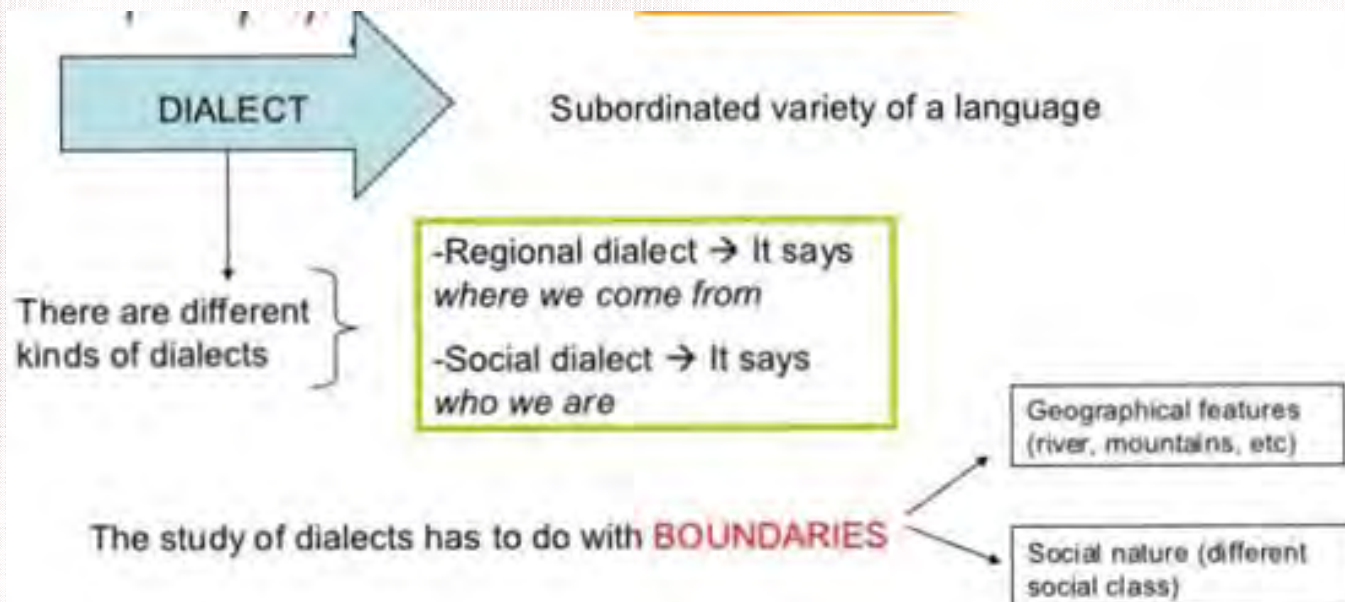 DIALECT
Subordinated variety of a language
There are different
kinds of dialects
-Regional dialect → It says
where we come from
-Social dialect → It says
who we are
Geographical features
(river, mountains, etc)
The study of dialects has to do with BOUNDARIES
Social nature (different
social class)